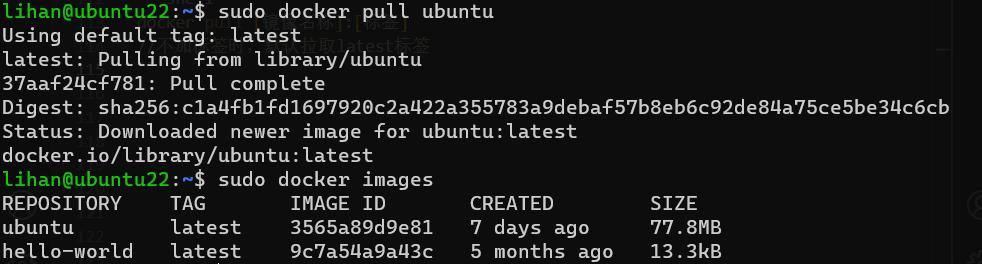 lihan@ubuntu22:~$ sudo docker pull ubuntu
Using default tag: latest
latest: Pulling from library/ubuntu
37aaf24cf781: Pull complete
Digest: sha256:c1a4fb1fd1697920c2a422a355783a9debaf57b8eb6c92de84a75ce5be34c6cb
Status: Downloaded newer image for ubuntu:latest
docker.io/library/ubuntu:latest
lihan@ubuntu22:~$ sudo docker images
REPOSITORY TAG IMAGE ID CREATED SIZE
ubuntu latest 3565a89d9e81 7 days ago 77.8MB
hello-world latest 9c7a54a9a43c 5 months ago 13.3kB